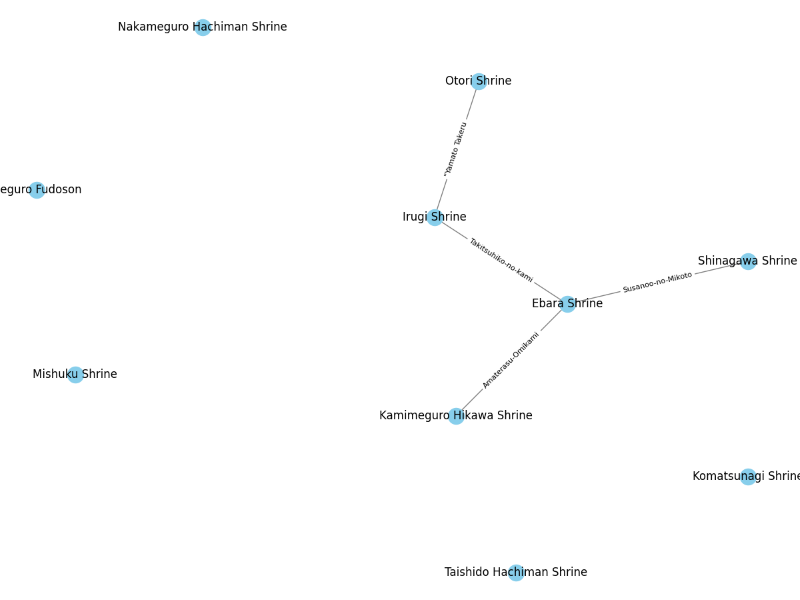 Nakameguro Hachiman Shrine
Otori Shrine
"Yamato Takeru
eguro Fudoson
Irugi Shrine
Takitsuhiko-no-kami
Shinagawa Shrine
Susanoo-no-Mikoto
Ebara Shrine
Amaterasu-Omikami
Mishuku Shrine
Kamimeguro Hikawa Shrine
Komatsunagi Shrine
Taishido Hachiman Shrine